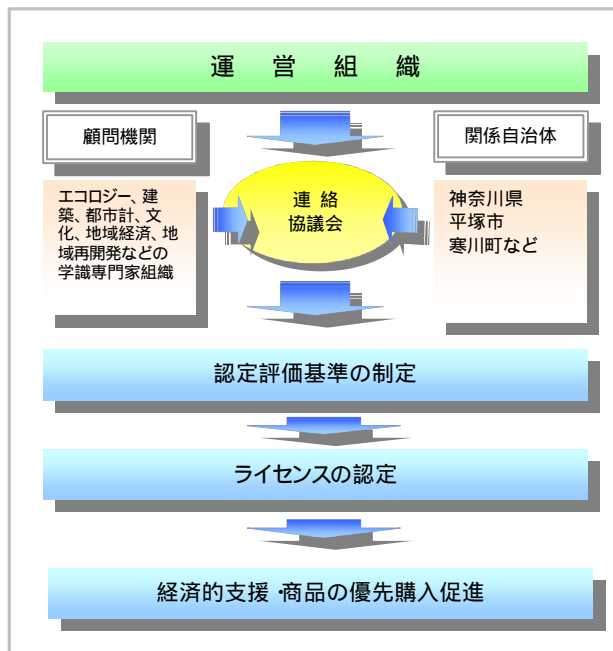 運営組織
顧問機関
関係自治体
エコロジー、建
築、都市計、文
化、地域経済、地
域再開発などの
学識専門家組織
連絡
協議会
神奈川県
平塚市
寒川町など
認定評価基準の制定
ライセンスの認定
経済的支援・商品の優先購入促進